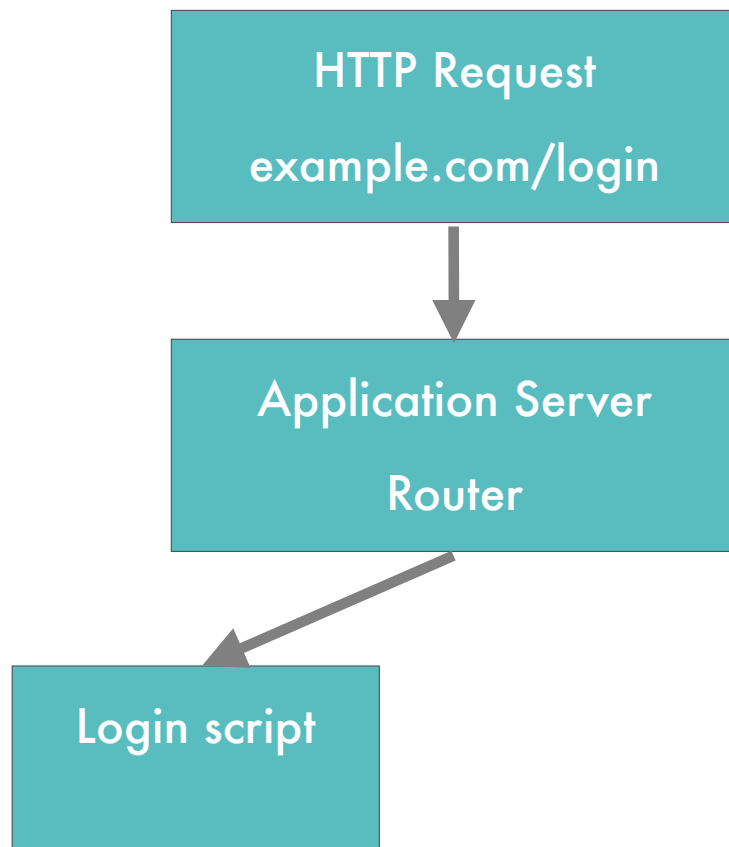 HTTP Request
example.com/login
Application Server
Router
Login script